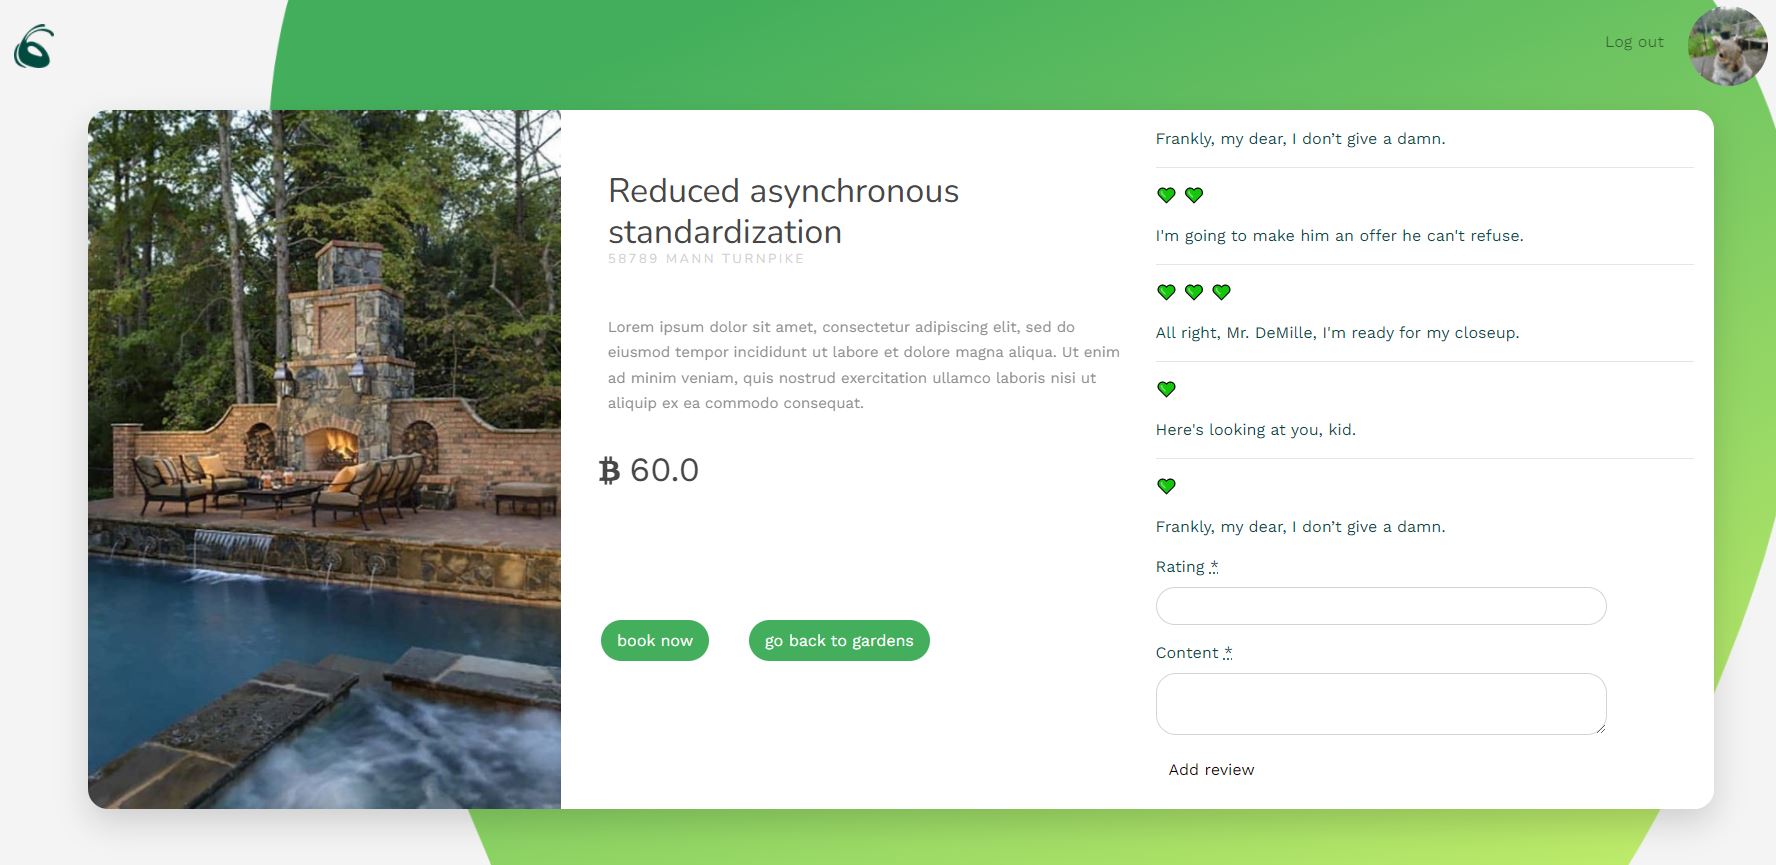 Log out
Reduced asynchronous
standardization
58789 MANN TURNPIKE
Lorem ipsum dolor sit amet, consectetur adipiscing elit, sed do
eiusmod tempor incididunt ut labore et dolore magna aliqua. Ut enim
ad minim veniam, quis nostrud exercitation ullamco laboris nisi ut
aliquip ex ea commodo consequat.
₿ 60.0
book now
go back to gardens
Frankly, my dear, I don’t give a damn.
I'm going to make him an offer he can't refuse.
All right, Mr. DeMille, I'm ready for my closeup.
Here's looking at you, kid.
Frankly, my dear, I don’t give a damn.
Rating *
Content *
Add review